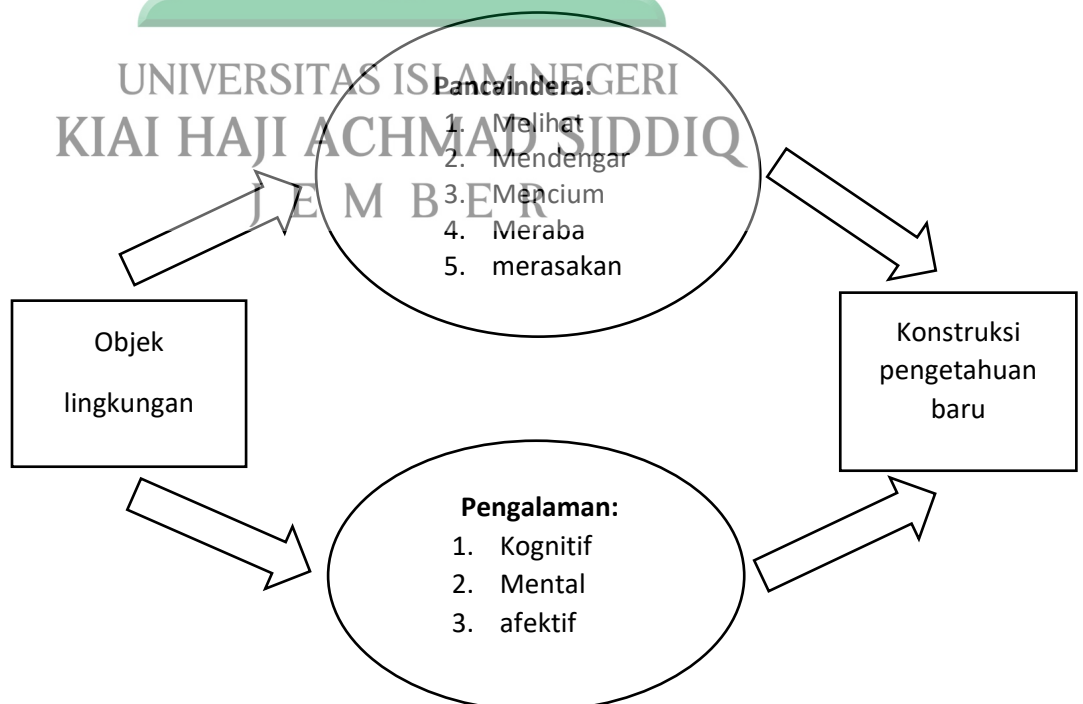 UNIVERSITAS ISLAM NEGERI
KIAI HAJI ACHMAD SIDDIQ
J E M B E R
Pancaindera:
1. Melihat
2. Mendengar
3. Mencium
4. Meraba
5. merasakan
Objek
lingkungan
Konstruksi
pengetahuan
baru
Pengalaman:
1. Kognitif
2. Mental
3. afektif